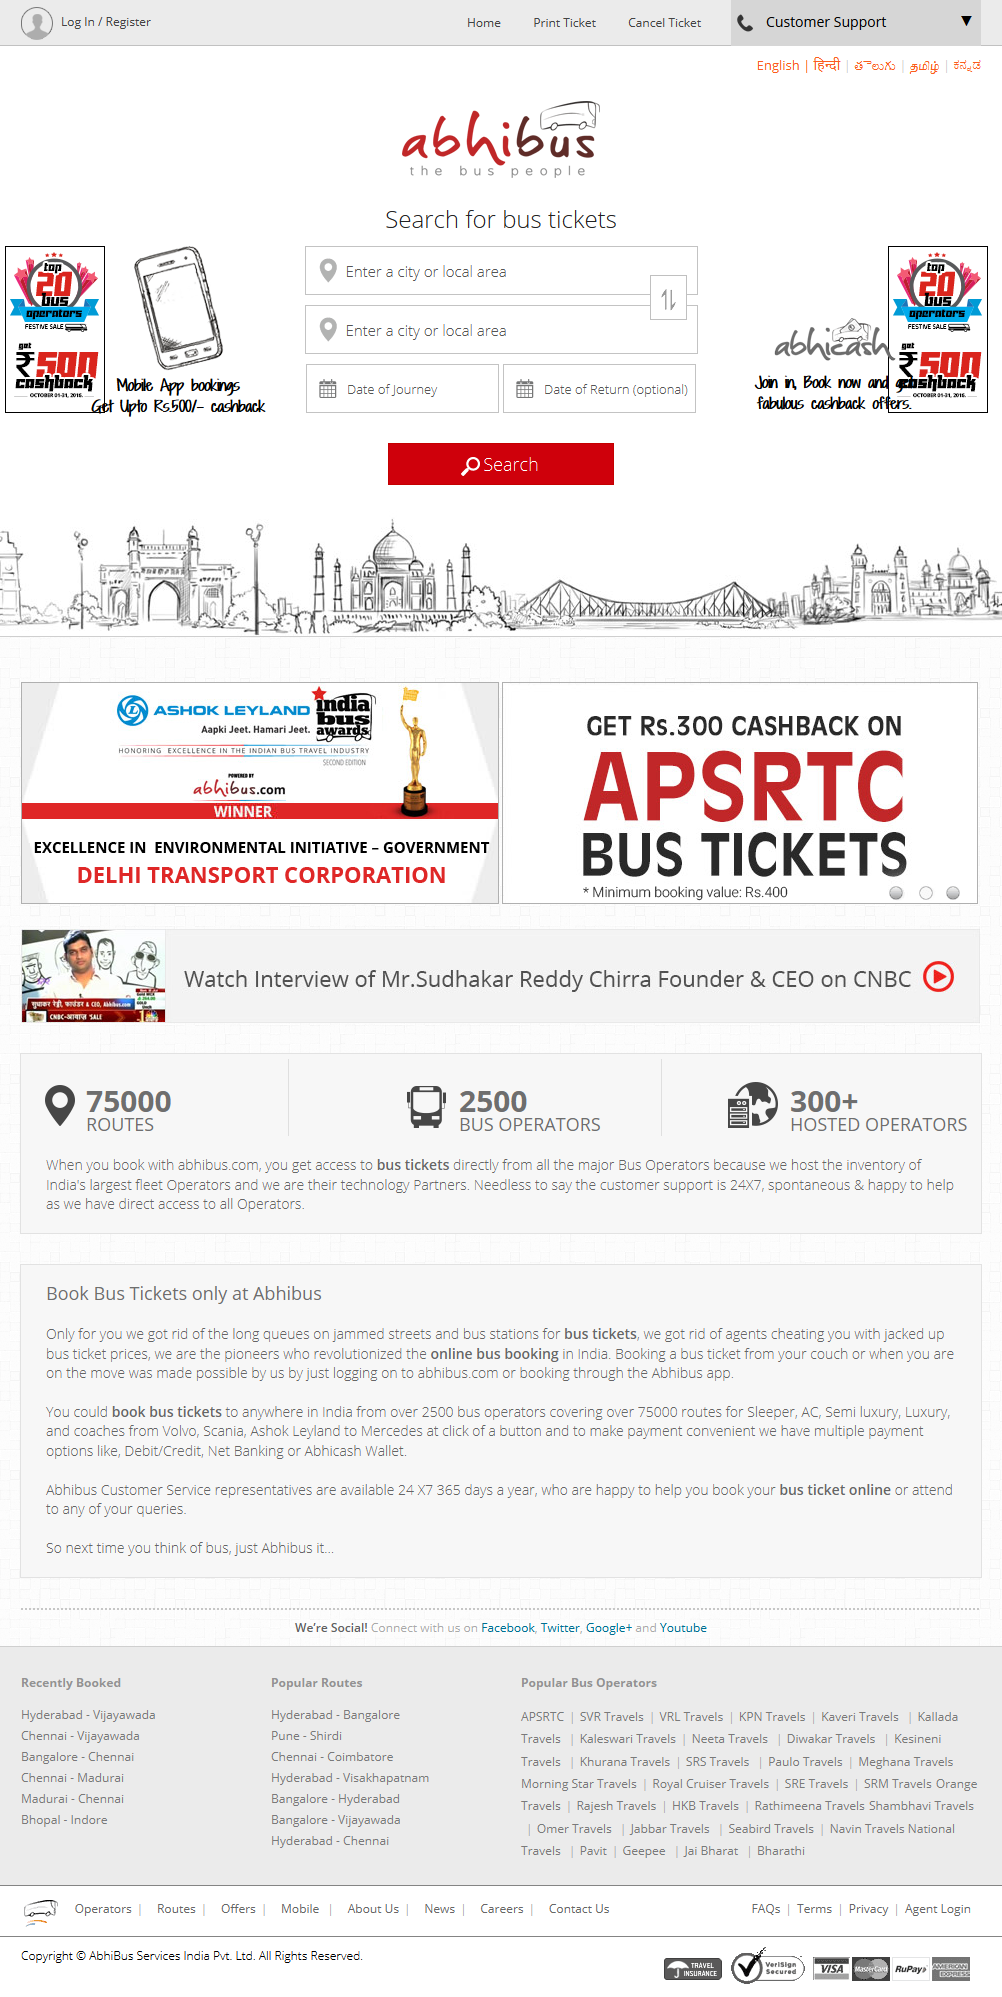 Log In / Register
Home
Print Ticket
Cancel Ticket
Customer Support
English | हिन्दी | తెలుగు | தமிழ் | ಕನ್ನಡ
abhibus
the bus people
Search for bus tickets
Enter a city or local area
Enter a city or local area
Date of Journey
Date of Return (optional)
Search
top
20
bus
operators
FESTIVE SALE
get
₹500
cashback
OCTOBER 01-31, 2016.
Mobile App bookings
Get Upto Rs.500/- cashback
abhicash
Join in, Book now and get
fabulous cashback offers.
top
20
bus
operators
FESTIVE SALE
get
₹500
cashback
OCTOBER 01-31, 2016.
ASHOK LEYLAND
Aapki Jeet. Hamari Jeet.
india
bus
awards
HONORING EXCELLENCE IN THE INDIAN BUS TRAVEL INDUSTRY
SECOND EDITION
POWERED BY
abhibus.com
WINNER
EXCELLENCE IN ENVIRONMENTAL INITIATIVE – GOVERNMENT
DELHI TRANSPORT CORPORATION
GET Rs.300 CASHBACK ON
APSRTC
BUS TICKETS
* Minimum booking value: Rs.400
सुधाकर रेड्डी, फाउंडर & CEO, Abhibus.com
CNBC-आवाज़ 'SALE
Watch Interview of Mr.Sudhakar Reddy Chirra Founder & CEO on CNBC
75000
ROUTES
2500
BUS OPERATORS
300+
HOSTED OPERATORS
When you book with abhibus.com, you get access to bus tickets directly from all the major Bus Operators because we host the inventory of
India's largest fleet Operators and we are their technology Partners. Needless to say the customer support is 24X7, spontaneous & happy to help
as we have direct access to all Operators.
Book Bus Tickets only at Abhibus
Only for you we got rid of the long queues on jammed streets and bus stations for bus tickets, we got rid of agents cheating you with jacked up
bus ticket prices, we are the pioneers who revolutionized the online bus booking in India. Booking a bus ticket from your couch or when you are
on the move was made possible by us by just logging on to abhibus.com or booking through the Abhibus app.
You could book bus tickets to anywhere in India from over 2500 bus operators covering over 75000 routes for Sleeper, AC, Semi luxury, Luxury,
and coaches from Volvo, Scania, Ashok Leyland to Mercedes at click of a button and to make payment convenient we have multiple payment
options like, Debit/Credit, Net Banking or Abhicash Wallet.
Abhibus Customer Service representatives are available 24 X7 365 days a year, who are happy to help you book your bus ticket online or attend
to any of your queries.
So next time you think of bus, just Abhibus it...
We're Social! Connect with us on Facebook, Twitter, Google+ and Youtube
Recently Booked
Hyderabad - Vijayawada
Chennai - Vijayawada
Bangalore - Chennai
Chennai - Madurai
Madurai - Chennai
Bhopal - Indore
Popular Routes
Hyderabad - Bangalore
Pune - Shirdi
Chennai - Coimbatore
Hyderabad - Visakhapatnam
Bangalore - Hyderabad
Bangalore - Vijayawada
Hyderabad - Chennai
Popular Bus Operators
APSRTC | SVR Travels | VRL Travels | KPN Travels | Kaveri Travels | Kallada
Travels | Kaleswari Travels | Neeta Travels | Diwakar Travels | Kesineni
Travels | Khurana Travels | SRS Travels | Paulo Travels | Meghana Travels
Morning Star Travels | Royal Cruiser Travels | SRE Travels | SRM Travels Orange
Travels | Rajesh Travels | HKB Travels | Rathimeena Travels Shambhavi Travels
| Omer Travels | Jabbar Travels | Seabird Travels | Navin Travels National
Travels | Pavit | Geepee | Jai Bharat | Bharathi
Operators | Routes | Offers | Mobile | About Us | News | Careers | Contact Us
FAQs | Terms | Privacy | Agent Login
Copyright © AbhiBus Services India Pvt. Ltd. All Rights Reserved.
TRAVEL
INSURANCE
VeriSign
Secured
VISA
MasterCard
RuPay
AMERICAN
EXPRESS